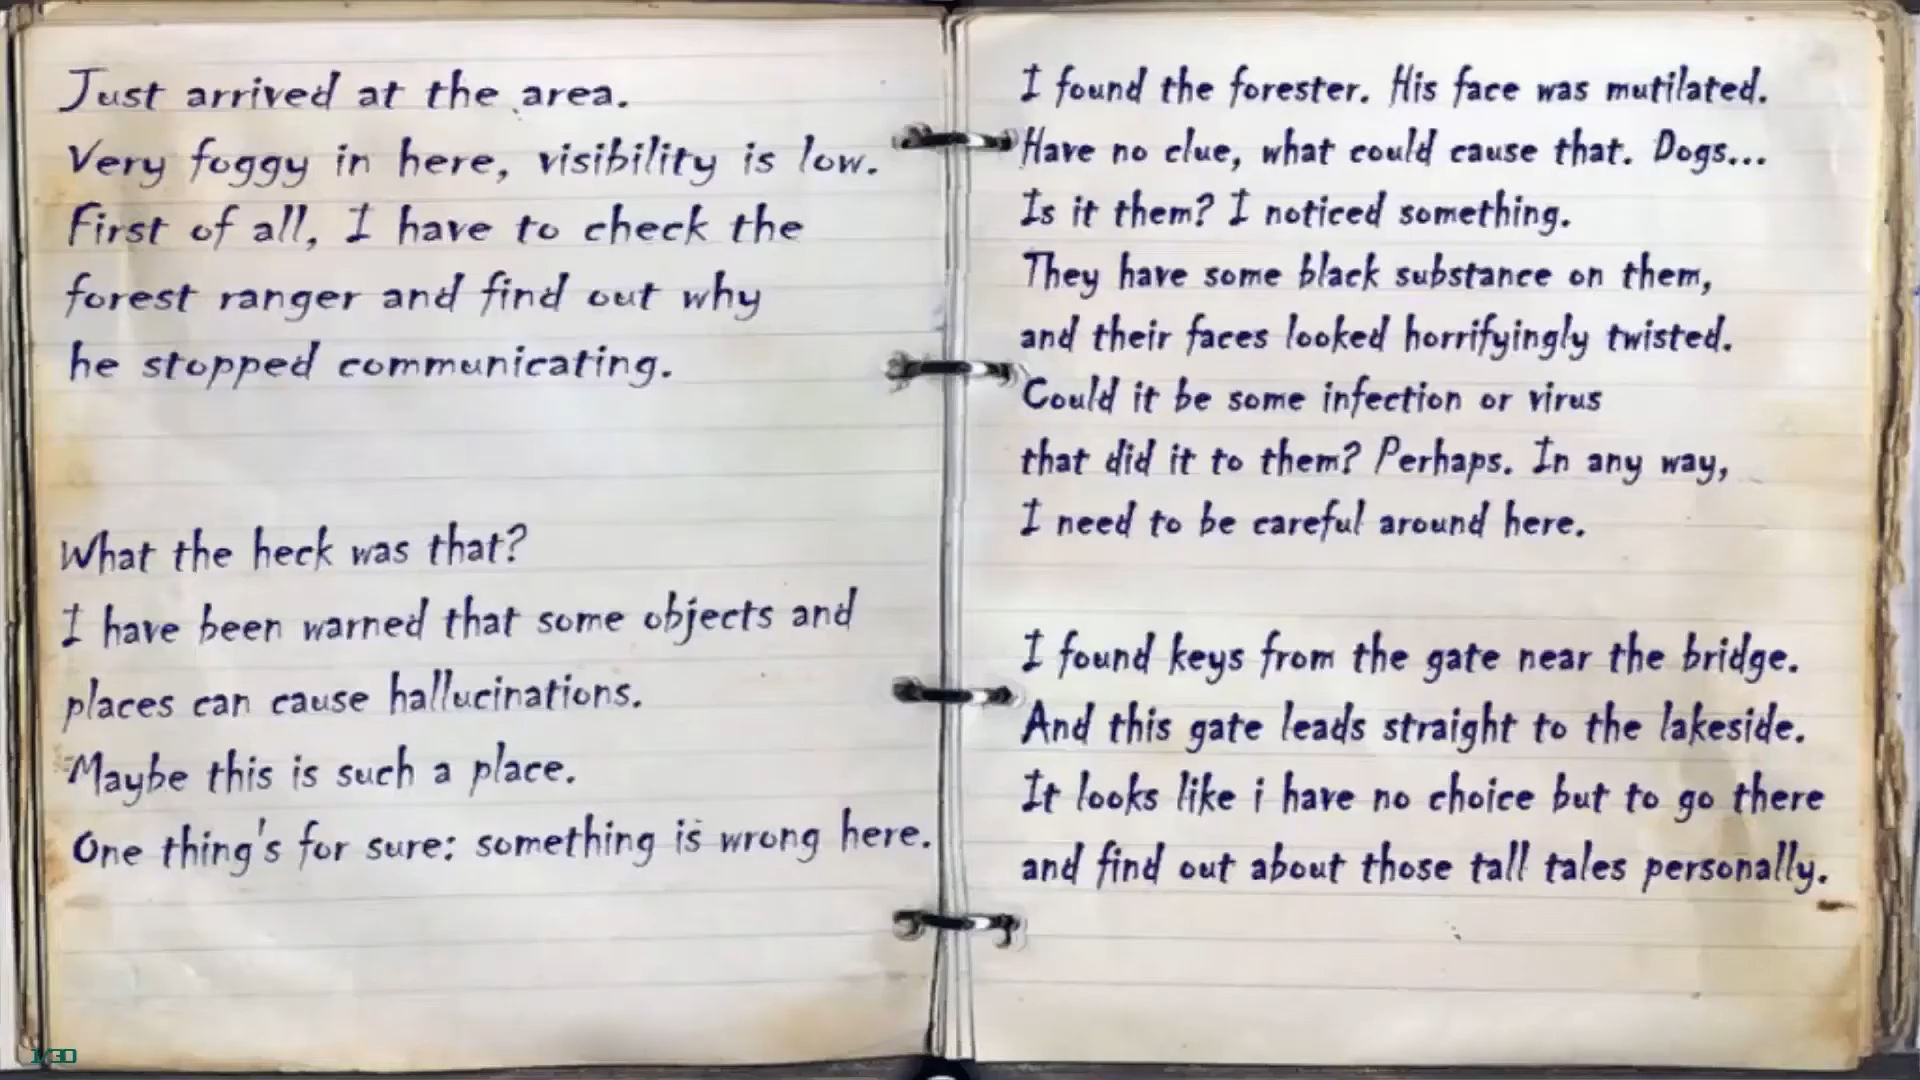 Just arrived at the area.
Very foggy in here, visibility is low.
First of all, I have to check the
forest ranger and find out why
he stopped communicating.
What the heck was that?
I have been warned that some objects and
places can cause hallucinations.
Maybe this is such a place.
One thing's for sure: something is wrong here.
I found the forester. His face was mutilated.
Have no clue, what could cause that. Dogs...
Is it them? I noticed something.
They have some black substance on them,
and their faces looked horrifyingly twisted.
Could it be some infection or virus
that did it to them? Perhaps. In any way,
I need to be careful around here.
I found keys from the gate near the bridge.
And this gate leads straight to the lakeside.
It looks like i have no choice but to go there
and find out about those tall tales personally.
1/30